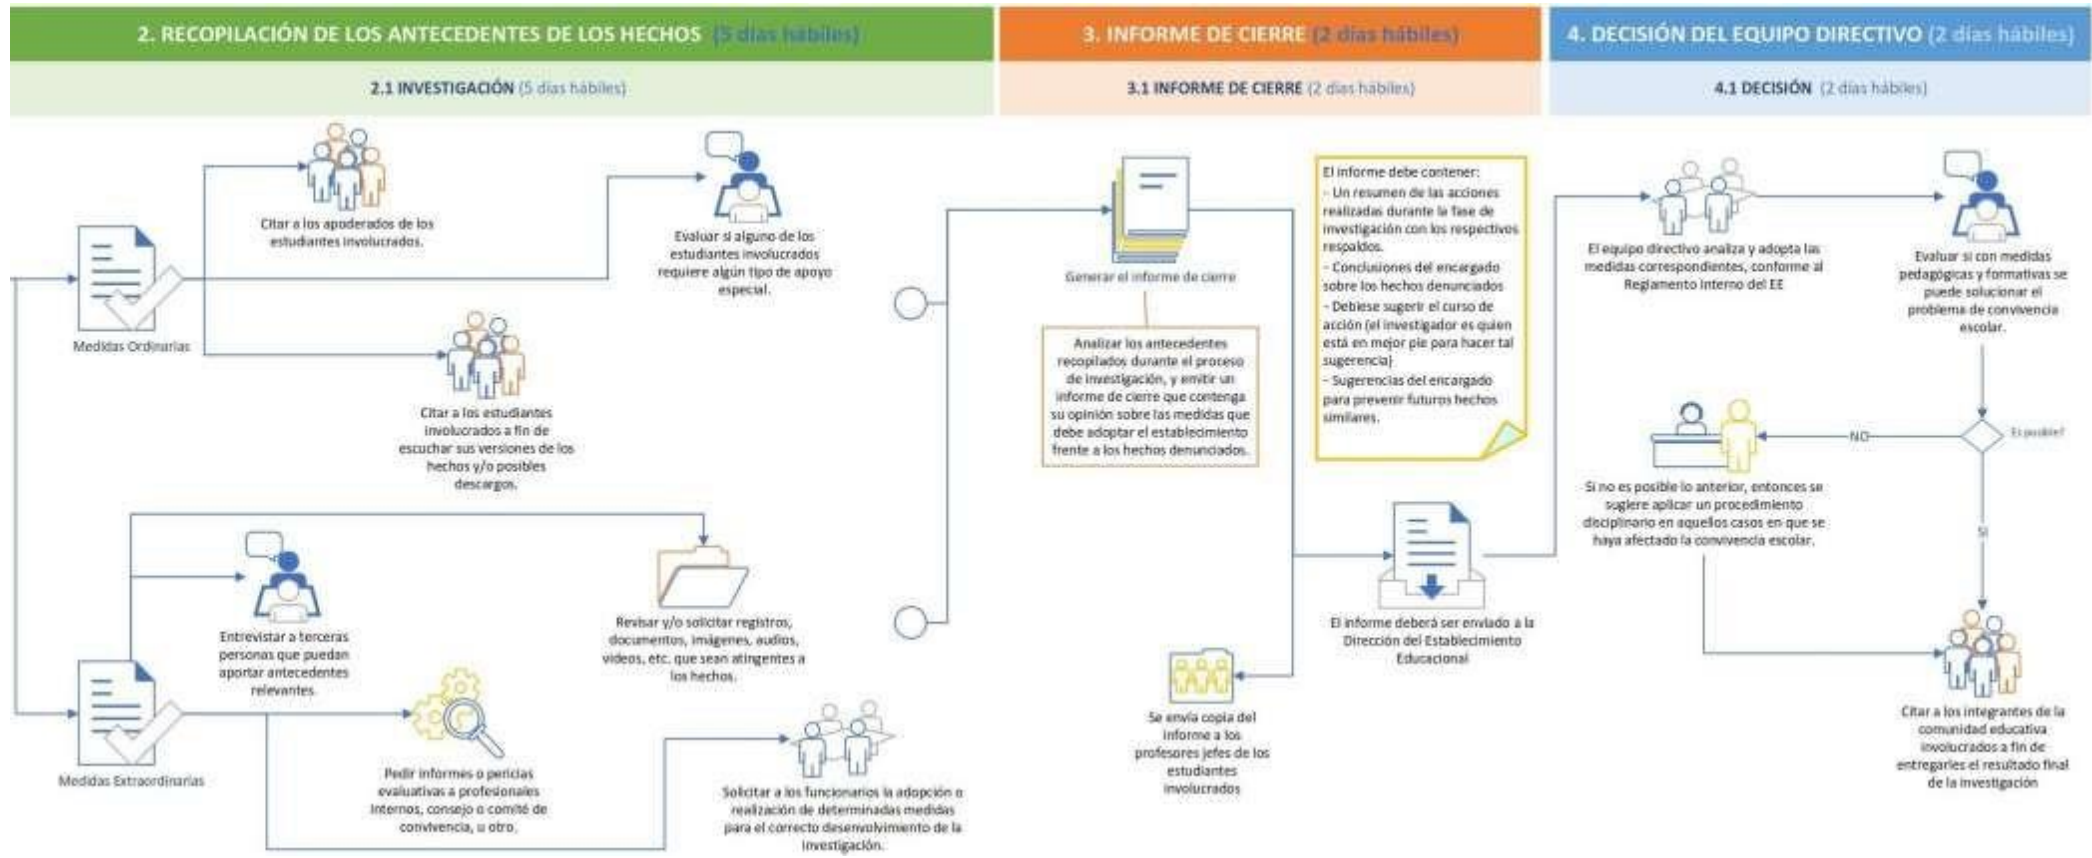 2. RECOPILACIÓN DE LOS ANTECEDENTES DE LOS HECHOS (5 días hábiles)
2.1 INVESTIGACIÓN (5 días hábiles)
Citar a los apoderados de los
estudiantes involucrados.
Evaluar si alguno de los
estudiantes involucrados
requiere algún tipo de apoyo
especial.
Medidas Ordinarias
Citar a los estudiantes
involucrados a fin de
escuchar sus versiones de los
hechos y/o posibles
descargos.
Entrevistar a terceras
personas que puedan
aportar antecedentes
relevantes.
Revisar y/o solicitar registros,
documentos, imágenes, audios,
videos, etc. que sean atingentes a
los hechos.
Medidas Extraordinarias
Pedir informes o pericias
evaluativas a profesionales
internos, consejo o comité de
convivencia, u otro.
Solicitar a los funcionarios la adopción o
realización de determinadas medidas
para el correcto desenvolvimiento de la
investigación.
3. INFORME DE CIERRE (2 días hábiles)
3.1 INFORME DE CIERRE (2 días hábiles)
Generar el informe de cierre
Analizar los antecedentes
recopilados durante el proceso
de investigación, y emitir un
informe de cierre que contenga
su opinión sobre las medidas que
debe adoptar el establecimiento
frente a los hechos denunciados.
El informe debe contener:
- Un resumen de las acciones
realizadas durante la fase de
investigación con los respectivos
respaldos.
- Conclusiones del encargado
sobre los hechos denunciados
- Debiese sugerir el curso de
acción (el investigador es quien
está en mejor pie para hacer tal
sugerencia)
- Sugerencias del encargado
para prevenir futuros hechos
similares.
El informe deberá ser enviado a la
Dirección del Establecimiento
Educacional
Se envía copia del
informe a los
profesores jefes de los
estudiantes
involucrados
4. DECISIÓN DEL EQUIPO DIRECTIVO (2 días hábiles)
4.1 DECISIÓN (2 días hábiles)
El equipo directivo analiza y adopta las
medidas correspondientes, conforme al
Reglamento Interno del EE
Evaluar si con medidas
pedagógicas y formativas se
puede solucionar el
problema de convivencia
escolar.
Es posible?
NO
SI
Si no es posible lo anterior, entonces se
sugiere aplicar un procedimiento
disciplinario en aquellos casos en que se
haya afectado la convivencia escolar.
Citar a los integrantes de la
comunidad educativa
involucrados a fin de
entregarles el resultado final
de la investigación